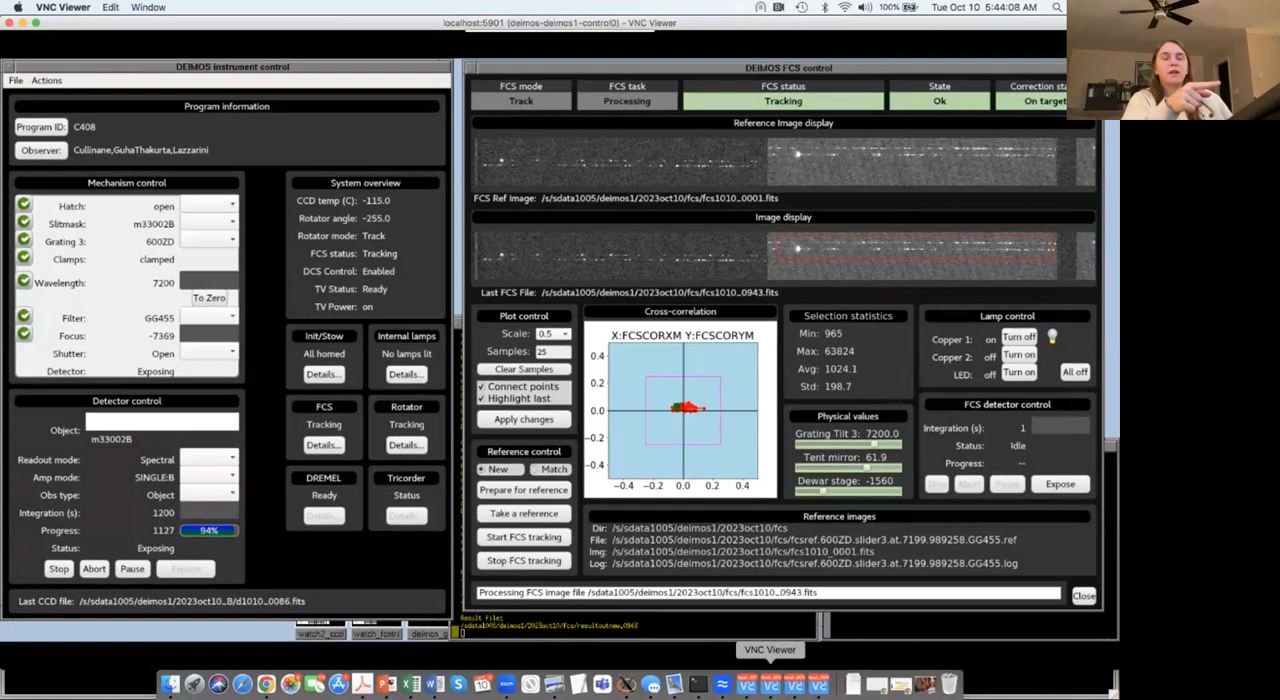 VNC Viewer Edit Window
100% Tue Oct 10 5:44:08 AM
localhost:5901 (deimos-deimos1-control0) - VNC Viewer
DEIMOS instrument control
File Actions
Program information
Program ID: C408
Observer: Cullinane,GuhaThakurta,Lazzarini
Mechanism control
Hatch: open
Slitmask: m33002B
Grating 3: 600ZD
Clamps: clamped
Wavelength: 7200
To Zero
Filter: GG455
Focus: -7369
Shutter: Open
Detector: Exposing
System overview
CCD temp (C): -115.0
Rotator angle: -255.0
Rotator mode: Track
FCS status: Tracking
DCS Control: Enabled
TV Status: Ready
TV Power: on
Init/Stow Internal lamps
All homed No lamps lit
Details... Details...
FCS Rotator
Tracking Tracking
Details... Details...
DREMEL Tricorder
Ready Status
Details... Details...
Detector control
Object:
m33002B
Readout mode: Spectral
Amp mode: SINGLE:B
Obs type: Object
Integration (s): 1200
Progress: 1127 94%
Status: Exposing
Stop Abort Pause Expose
Last CCD file: /s/sdata1005/deimos1/2023oct10_B/d1010_0086.fits
DEIMOS FCS control
FCS mode FCS task FCS status State Correction sta
Track Processing Tracking Ok On target
Reference Image display
FCS Ref Image: /s/sdata1005/deimos1/2023oct10/fcs/fcs1010_0001.fits
Image display
Last FCS File: /s/sdata1005/deimos1/2023oct10/fcs/fcs1010_0943.fits
Plot control
Scale: 0.5
Samples: 25
Clear Samples
Connect points
Highlight last
Apply changes
Reference control
New Match
Prepare for reference
Take a reference
Start FCS tracking
Stop FCS tracking
Cross-correlation
X:FCSCORXM Y:FCSCORYM
0.4
0.2
0.0
−0.2
−0.4
−0.4 −0.2 0.0 0.2 0.4
Selection statistics
Min: 965
Max: 63824
Avg: 1024.1
Std: 198.7
Physical values
Grating Tilt 3: 7200.0
Tent mirror: 61.9
Dewar stage: -1560
Lamp control
Copper 1: on Turn off
Copper 2: off Turn on
LED: off Turn on All off
FCS detector control
Integration (s): 1
Status: Idle
Progress: --
Stop Abort Pause Expose
Reference images
Dir: /s/sdata1005/deimos1/2023oct10/fcs
File: /s/sdata1005/deimos1/2023oct10/fcs/fcsref.600ZD.slider3.at.7199.989258.GG455.ref
Img: /s/sdata1005/deimos1/2023oct10/fcs/fcs1010_0001.fits
Log: /s/sdata1005/deimos1/2023oct10/fcs/fcsref.600ZD.slider3.at.7199.989258.GG455.log
Processing FCS image file /sdata1005/deimos1/2023oct10/fcs/fcs1010_0943.fits
Close
Result file:
/sdata1005/deimos1/2023oct10/fcs/resultoutnew.0943
watch2_ccd watch_fcstrl deimos_g
VNC Viewer